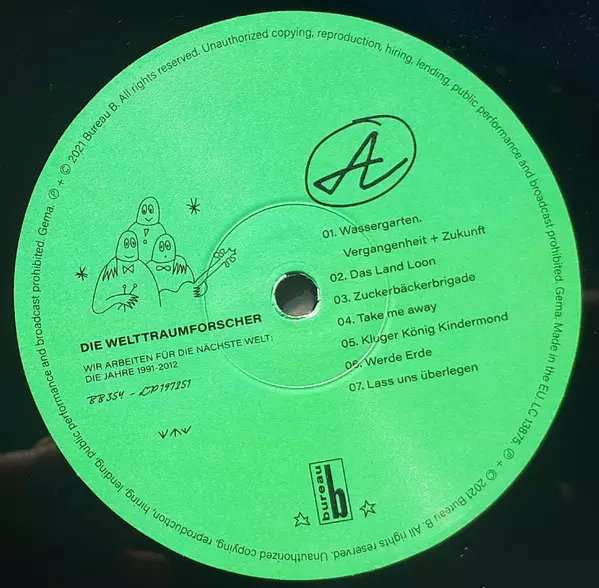 ℗ + © 2021 Bureau B. All rights reserved. Unauthorized copying, reproduction, hiring, lending, public performance and broadcast prohibited. Gema. Made in the EU. LC 13875. ℗ + © 2021 Bureau B. All rights reserved. Unauthorized copying, reproduction, hiring, lending, public performance and broadcast prohibited. Gema.
A
01. Wassergarten,
Vergangenheit + Zukunft
02. Das Land Loon
03. Zuckerbäckerbrigade
04. Take me away
05. Kluger König Kindermond
06. Werde Erde
07. Lass uns überlegen
DIE WELTTRAUMFORSCHER
WIR ARBEITEN FÜR DIE NÄCHSTE WELT:
DIE JAHRE 1991-2012
BB354 - LP197251
bureau b